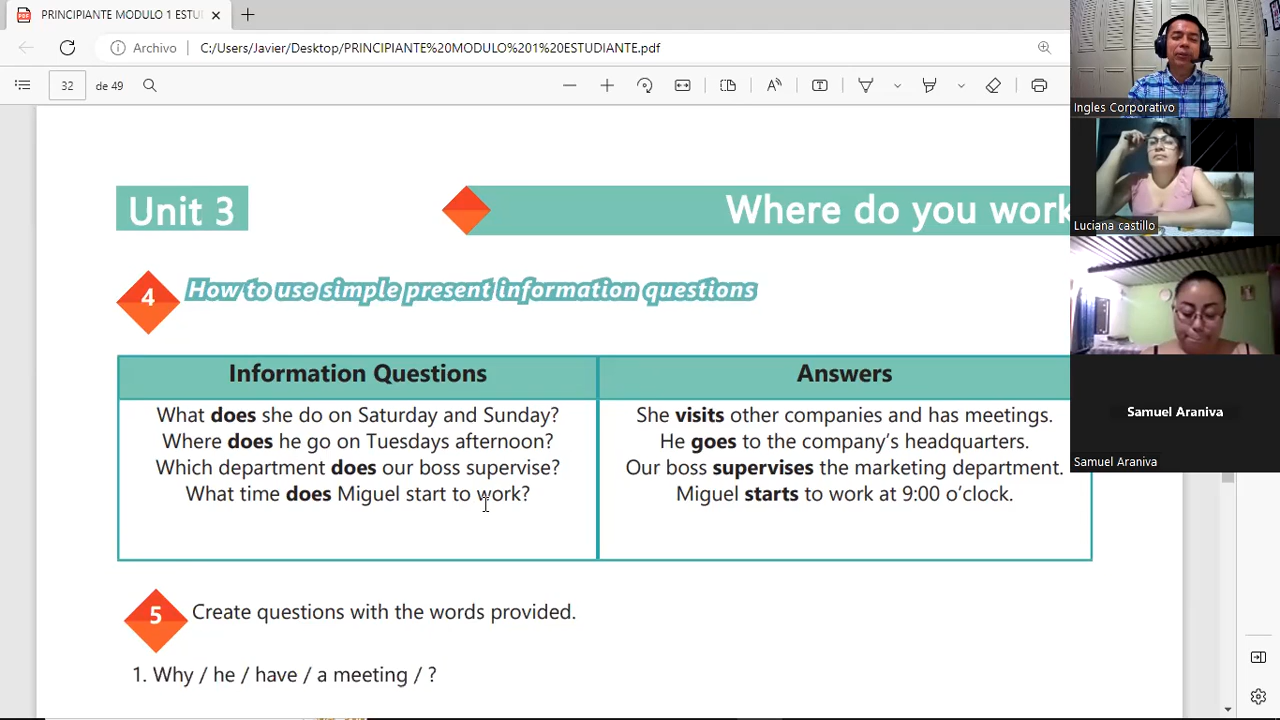 PRINCIPIANTE MODULO 1 ESTU
Archivo
C:/Users/Javier/Desktop/PRINCIPIANTE%20MODULO%201%20ESTUDIANTE.pdf
32 de 49
Unit 3
Where do you work
4 How to use simple present information questions
Information Questions
What does she do on Saturday and Sunday?
Where does he go on Tuesdays afternoon?
Which department does our boss supervise?
What time does Miguel start to work?
Answers
She visits other companies and has meetings.
He goes to the company’s headquarters.
Our boss supervises the marketing department.
Miguel starts to work at 9:00 o’clock.
5 Create questions with the words provided.
1. Why / he / have / a meeting / ?
Ingles Corporativo
Luciana castillo
Samuel Araniva
Samuel Araniva